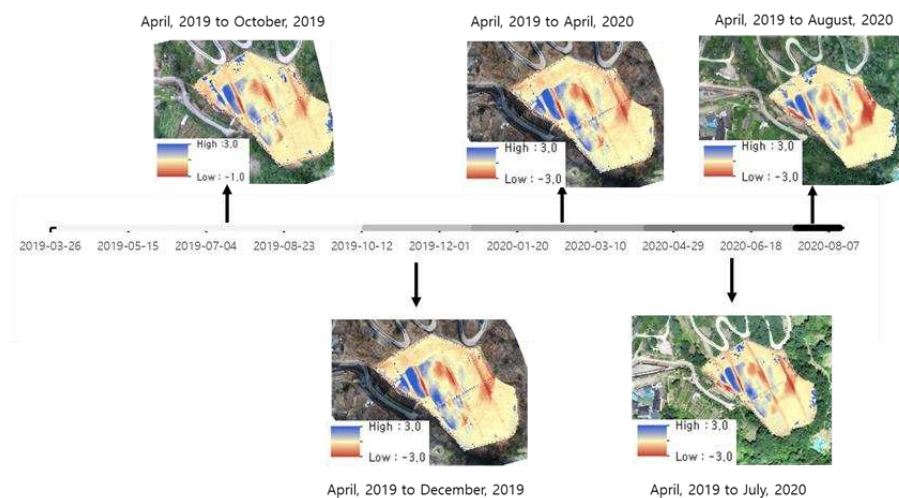 April, 2019 to October, 2019
April, 2019 to April, 2020
April, 2019 to August, 2020
High : 3.0
Low : -1.0
High : 3.0
Low : -3.0
High : 3.0
Low : -3.0
2019-03-26 2019-05-15 2019-07-04 2019-08-23 2019-10-12 2019-12-01 2020-01-20 2020-03-10 2020-04-29 2020-06-18 2020-08-07
High : 3.0
Low : -3.0
High : 3.0
Low : -3.0
April, 2019 to December, 2019
April, 2019 to July, 2020